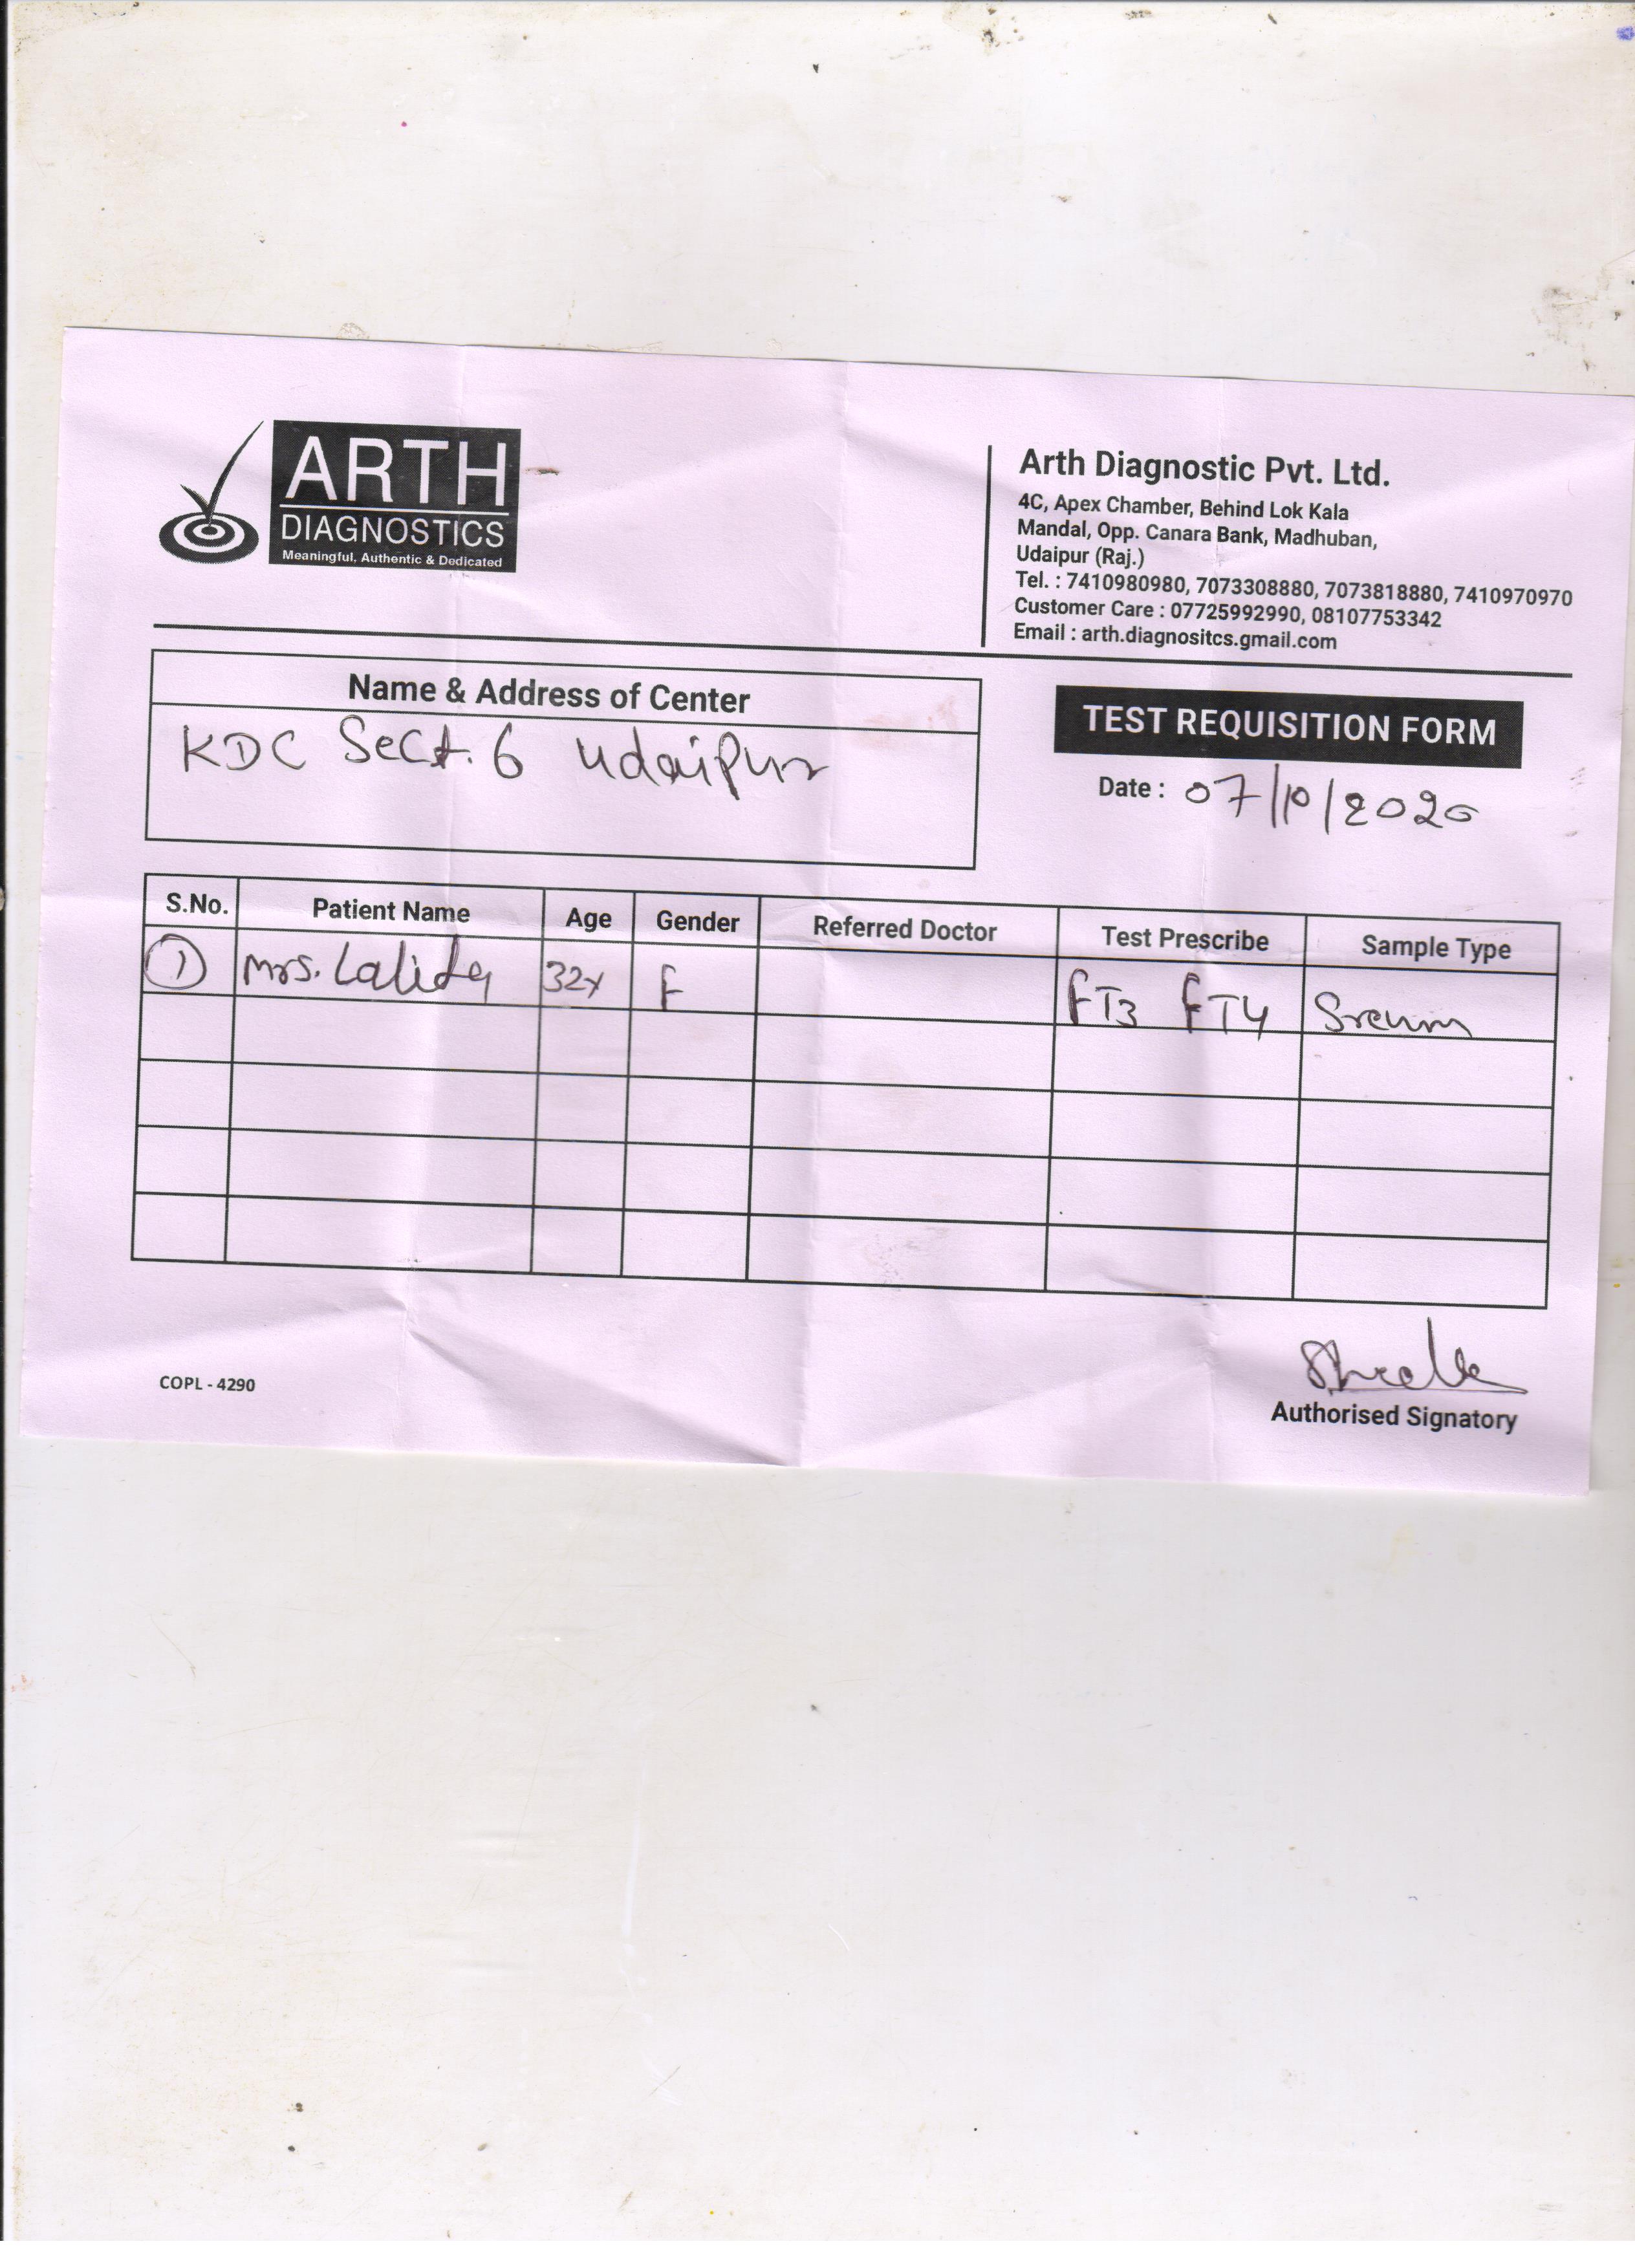 ARTH
DIAGNOSTICS
Meaningful, Authentic & Dedicated
Arth Diagnostic Pvt. Ltd.
4C, Apex Chamber, Behind Lok Kala
Mandal, Opp. Canara Bank, Madhuban,
Udaipur (Raj.)
Tel. : 7410980980, 7073308880, 7073818880, 7410970970
Customer Care : 07725992990, 08107753342
Email : arth.diagnositcs.gmail.com
Name & Address of Center
KDC Sect. 6 Udaipur
TEST REQUISITION FORM
Date : 07/10/2020
S.No. Patient Name Age Gender Referred Doctor Test Prescribe Sample Type
1 Mrs. Lalita 32y F FT3 FT4 Sreum
COPL - 4290
Authorised Signatory